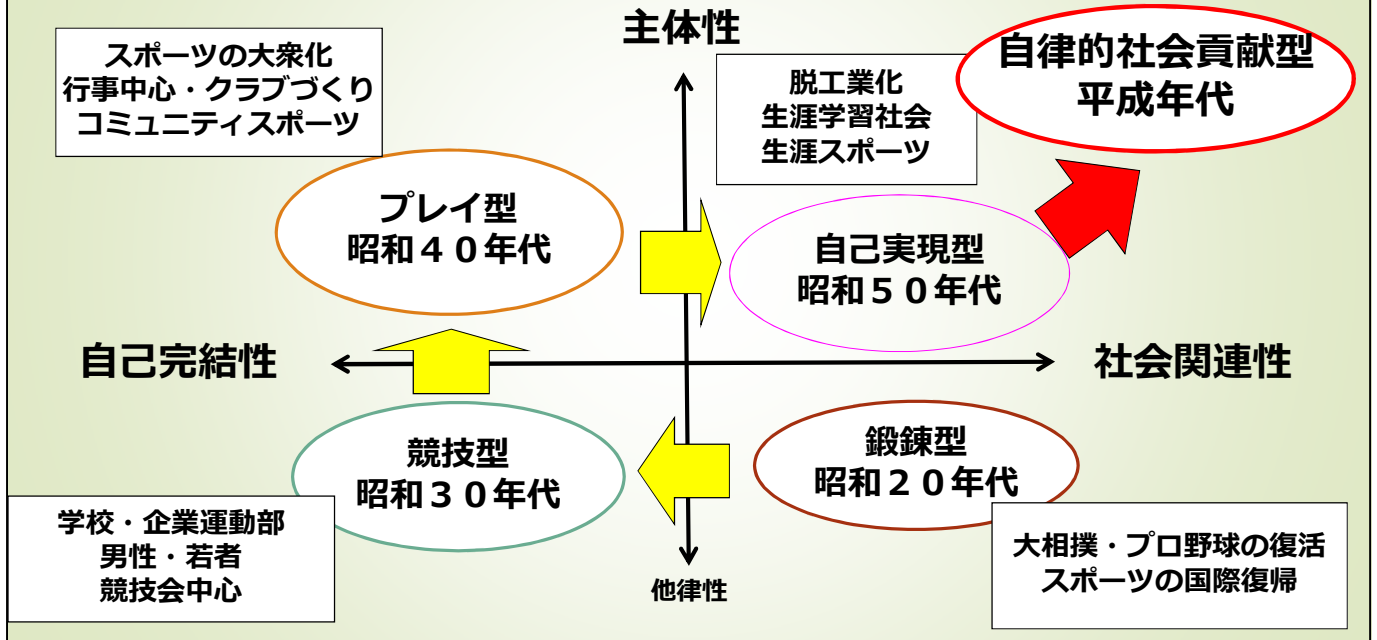 主体性
スポーツの大衆化
行事中心・クラブづくり
コミュニティスポーツ
脱工業化
生涯学習社会
生涯スポーツ
自律的社会貢献型
平成年代
プレイ型
昭和４０年代
自己実現型
昭和５０年代
自己完結性
社会関連性
競技型
昭和３０年代
鍛錬型
昭和２０年代
学校・企業運動部
男性・若者
競技会中心
大相撲・プロ野球の復活
スポーツの国際復帰
他律性